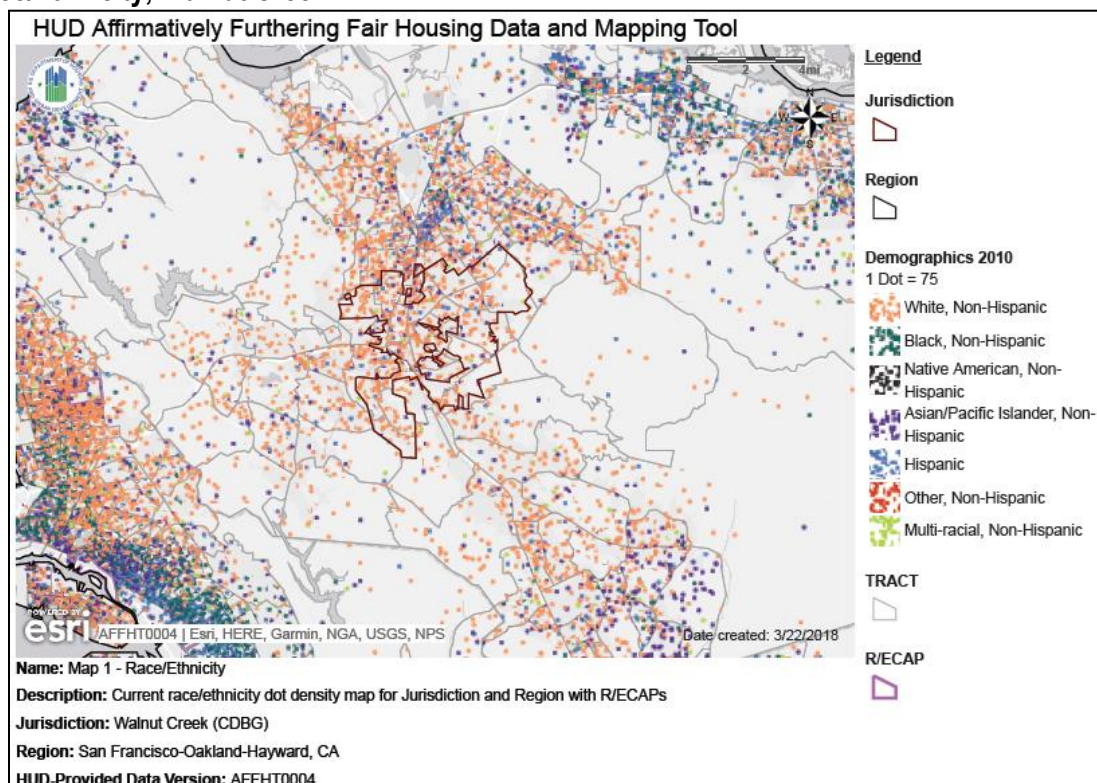 HUD Affirmatively Furthering Fair Housing Data and Mapping Tool
0 2 4mi
N
W E
S
POWERED BY
esri
AFFHT0004 | Esri, HERE, Garmin, NGA, USGS, NPS
Date created: 3/22/2018
Legend
Jurisdiction
Region
Demographics 2010
1 Dot = 75
White, Non-Hispanic
Black, Non-Hispanic
Native American, Non-
Hispanic
Asian/Pacific Islander, Non-
Hispanic
Hispanic
Other, Non-Hispanic
Multi-racial, Non-Hispanic
TRACT
R/ECAP
Name: Map 1 - Race/Ethnicity
Description: Current race/ethnicity dot density map for Jurisdiction and Region with R/ECAPs
Jurisdiction: Walnut Creek (CDBG)
Region: San Francisco-Oakland-Hayward, CA
HUD-Provided Data Version: AFFHT0004